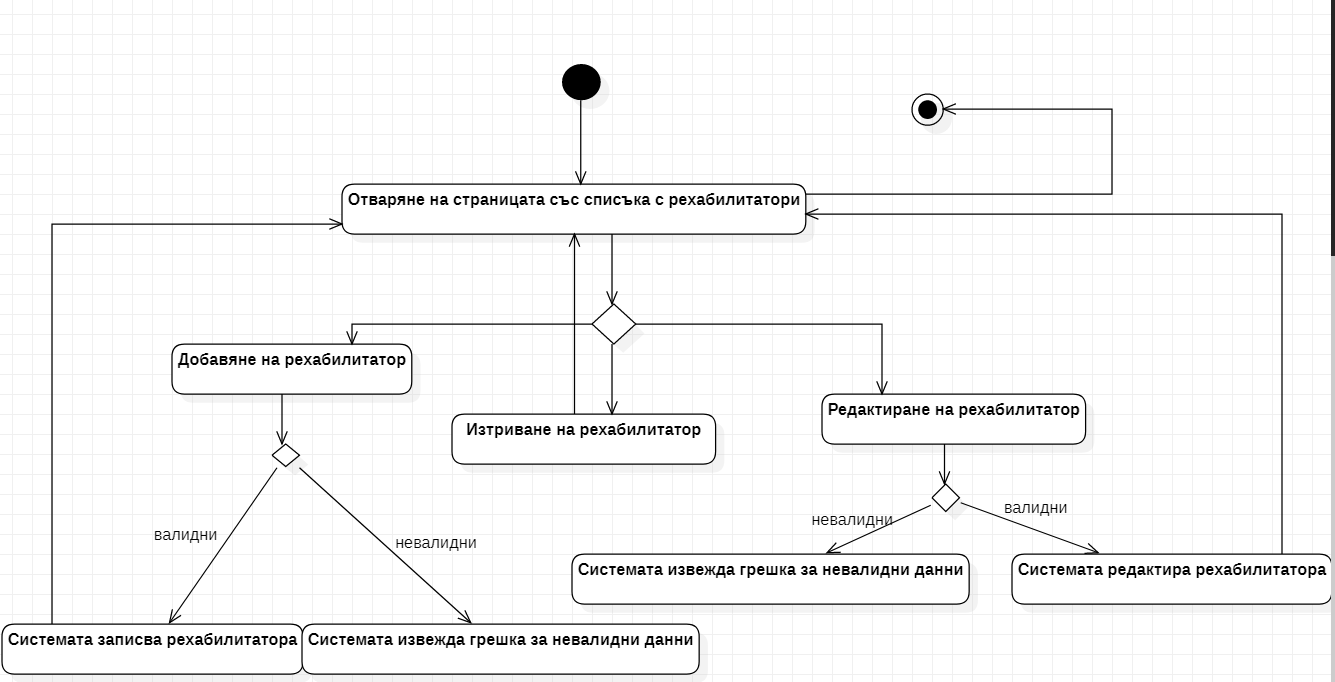 Отваряне на страницата със списъка с рехабилитатори
Добавяне на рехабилитатор
Изтриване на рехабилитатор
Редактиране на рехабилитатор
валидни
невалидни
невалидни
валидни
Системата извежда грешка за невалидни данни
Системата редактира рехабилитатора
Системата записва рехабилитатора
Системата извежда грешка за невалидни данни